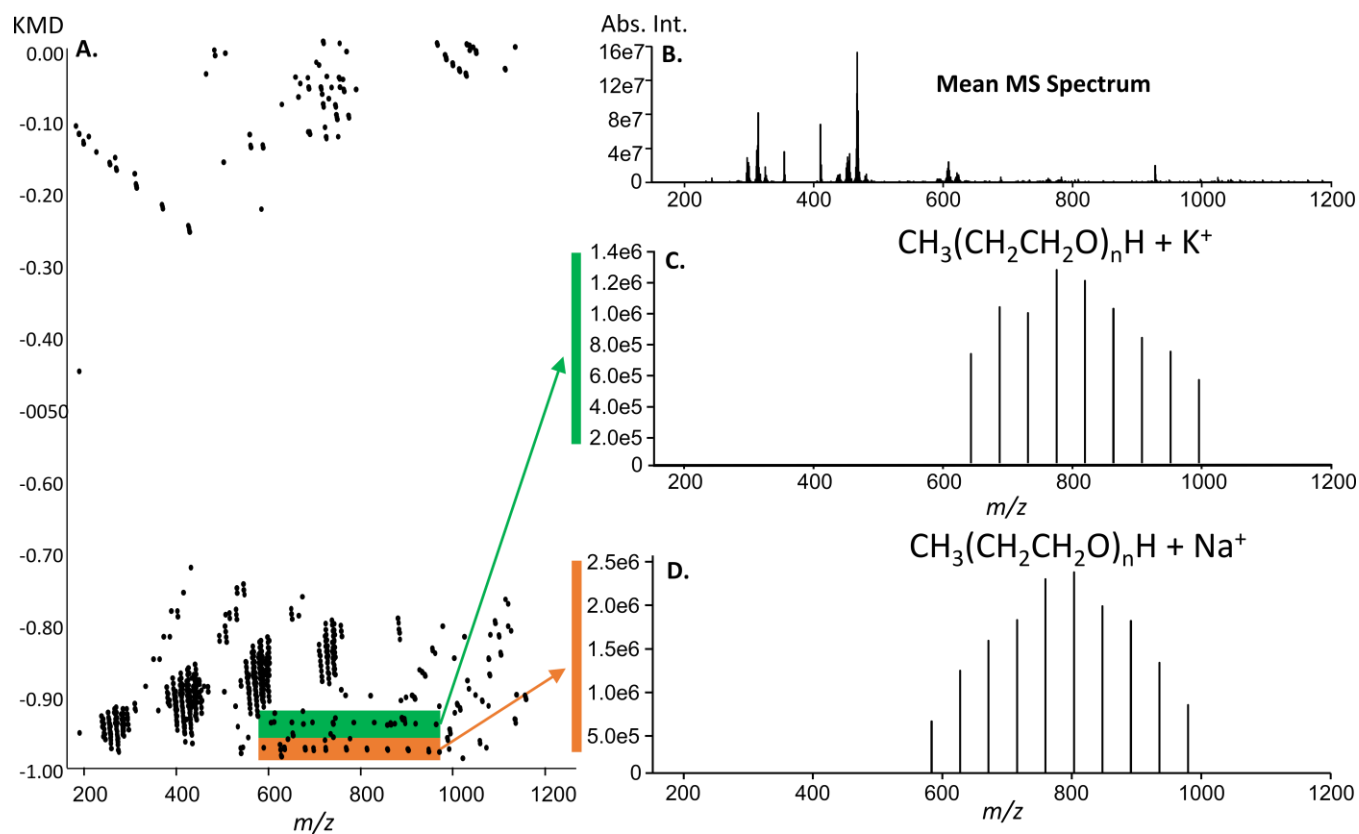 KMD
A.
0.00
-0.10
-0.20
-0.30
-0.40
-0050
-0.60
-0.70
-0.80
-0.90
-1.00
200 400 600 800 1000 1200
m/z
Abs. Int.
B.
Mean MS Spectrum
16e7
12e7
8e7
4e7
0
200 400 600 800 1000 1200
CH₃(CH₂CH₂O)ₙH + K⁺
C.
1.4e6
1.2e6
1.0e6
8.0e5
6.0e5
4.0e5
2.0e5
0
200 400 600 800 1000 1200
m/z
CH₃(CH₂CH₂O)ₙH + Na⁺
D.
2.5e6
2.0e6
1.5e6
1.0e6
5.0e5
0
200 400 600 800 1000 1200
m/z